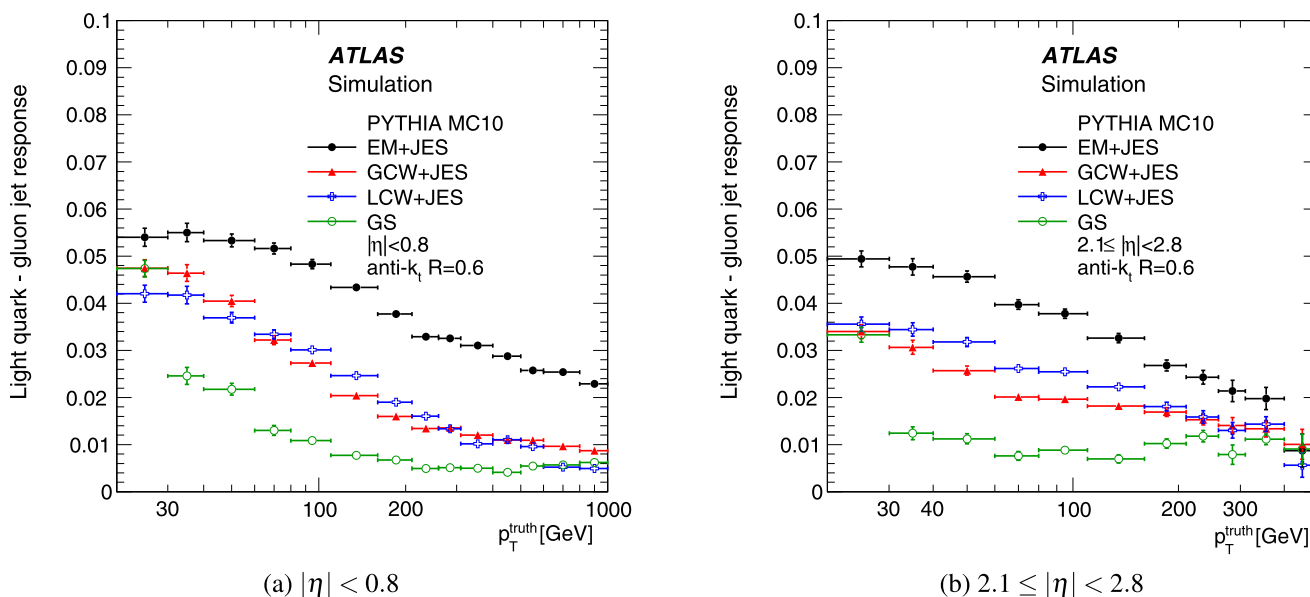 Light quark - gluon jet response
0.1
0.09
0.08
0.07
0.06
0.05
0.04
0.03
0.02
0.01
0
ATLAS
Simulation
PYTHIA MC10
EM+JES
GCW+JES
LCW+JES
GS
|η|<0.8
anti-kt R=0.6
30 100 200 1000
pTtruth[GeV]
(a) |η| < 0.8
Light quark - gluon jet response
0.1
0.09
0.08
0.07
0.06
0.05
0.04
0.03
0.02
0.01
0
ATLAS
Simulation
PYTHIA MC10
EM+JES
GCW+JES
LCW+JES
GS
2.1≤ |η|<2.8
anti-kt R=0.6
30 40 100 200 300
pTtruth[GeV]
(b) 2.1 ≤ |η| < 2.8